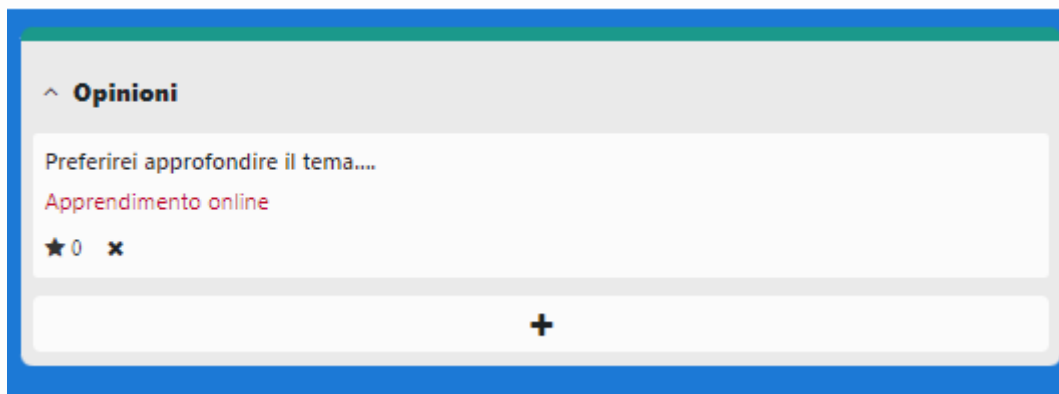 Opinioni
Preferirei approfondire il tema....
Apprendimento online
0